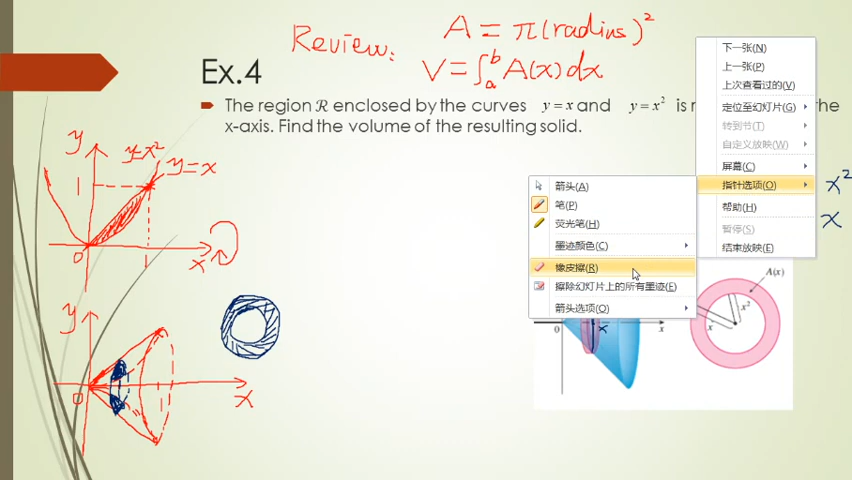 Review:
A = π(radius)²
V = ∫ₐᵇ A(x)dx
Ex.4
The region ℛ enclosed by the curves y = x and y = x² is
the
x-axis. Find the volume of the resulting solid.
下一张(N)
上一张(P)
上次查看过的(V)
定位至幻灯片(G)
转到节(T)
自定义放映(W)
屏幕(C)
指针选项(O)
帮助(H)
暂停(S)
结束放映(E)
箭头(A)
笔(P)
荧光笔(H)
墨迹颜色(C)
橡皮擦(R)
擦除幻灯片上的所有墨迹(E)
箭头选项(O)
x²
x
y
y=x²
y=x
1
0
1
x
y
0
1
x
0
x
x
A(x)
x²
x